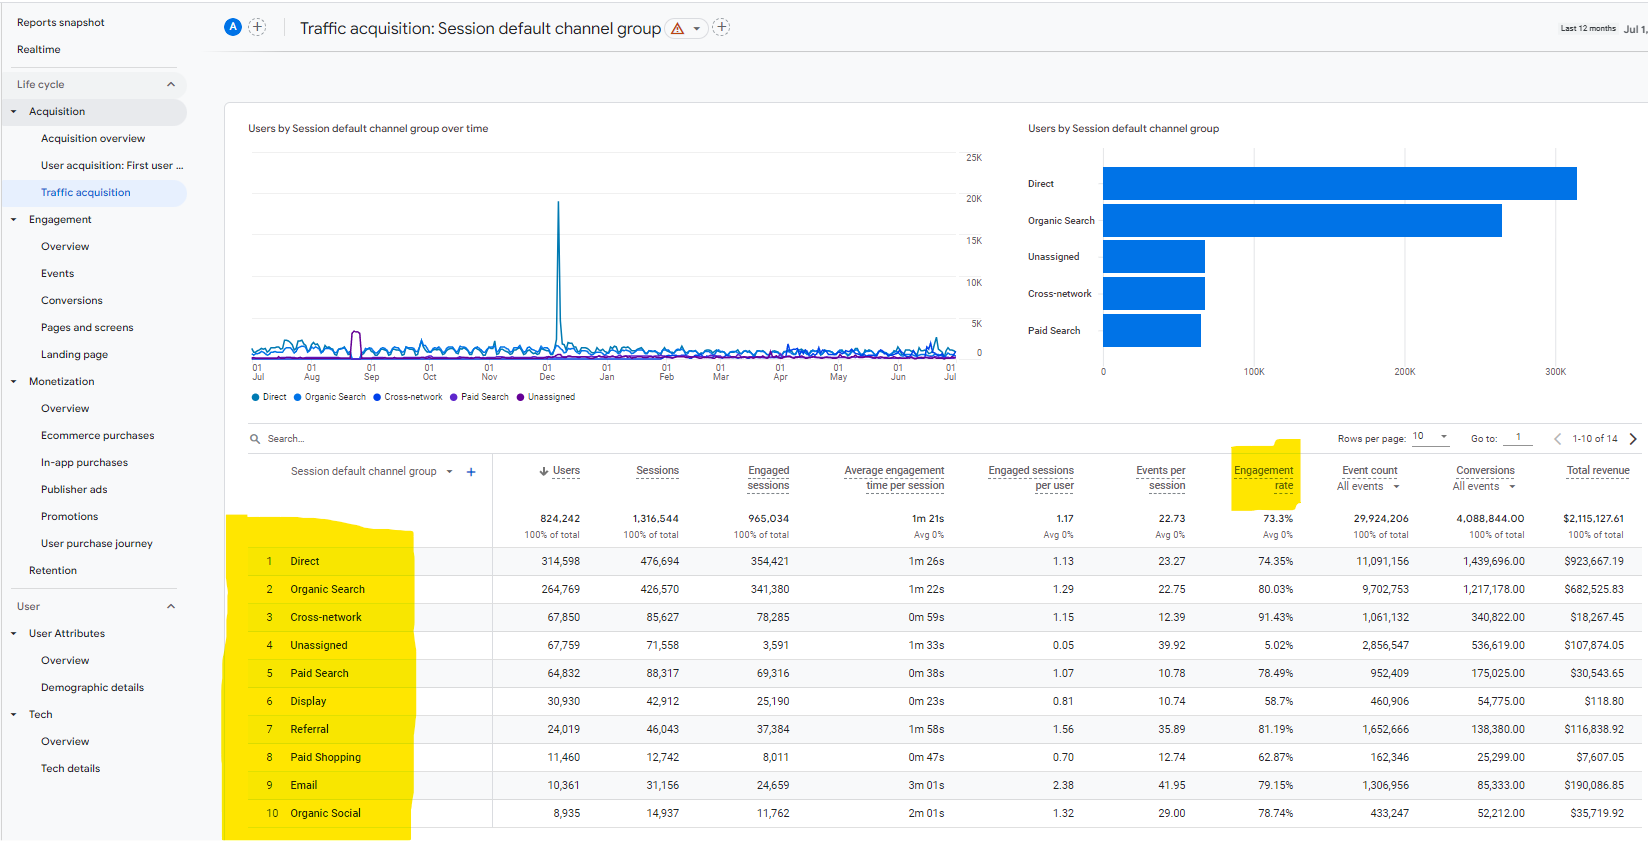 Reports snapshot
Realtime
Life cycle
Acquisition
Acquisition overview
User acquisition: First user ...
Traffic acquisition
Engagement
Overview
Events
Conversions
Pages and screens
Landing page
Monetization
Overview
Ecommerce purchases
In-app purchases
Publisher ads
Promotions
User purchase journey
Retention
User
User Attributes
Overview
Demographic details
Tech
Overview
Tech details
A
Traffic acquisition: Session default channel group
Last 12 months Jul 1,
Users by Session default channel group over time
25K
20K
15K
10K
5K
0
01 01 01 01 01 01 01 01 01 01 01 01 01
Jul Aug Sep Oct Nov Dec Jan Feb Mar Apr May Jun Jul
Direct Organic Search Cross-network Paid Search Unassigned
Users by Session default channel group
Direct
Organic Search
Unassigned
Cross-network
Paid Search
0 100K 200K 300K
Search... Rows per page: 10 Go to: 1 1-10 of 14
Session default channel group + Users Sessions Engaged sessions Average engagement time per session Engaged sessions per user Events per session Engagement rate Event count All events Conversions All events Total revenue
824,242 1,316,544 965,034 1m 21s 1.17 22.73 73.3% 29,924,206 4,088,844.00 $2,115,127.61
100% of total 100% of total 100% of total Avg 0% Avg 0% Avg 0% Avg 0% 100% of total 100% of total 100% of total
1 Direct 314,598 476,694 354,421 1m 26s 1.13 23.27 74.35% 11,091,156 1,439,696.00 $923,667.19
2 Organic Search 264,769 426,570 341,380 1m 22s 1.29 22.75 80.03% 9,702,753 1,217,178.00 $682,525.83
3 Cross-network 67,850 85,627 78,285 0m 59s 1.15 12.39 91.43% 1,061,132 340,822.00 $18,267.45
4 Unassigned 67,759 71,558 3,591 1m 33s 0.05 39.92 5.02% 2,856,547 536,619.00 $107,874.05
5 Paid Search 64,832 88,317 69,316 0m 38s 1.07 10.78 78.49% 952,409 175,025.00 $30,543.65
6 Display 30,930 42,912 25,190 0m 23s 0.81 10.74 58.7% 460,906 54,775.00 $118.80
7 Referral 24,019 46,043 37,384 1m 58s 1.56 35.89 81.19% 1,652,666 138,380.00 $116,838.92
8 Paid Shopping 11,460 12,742 8,011 0m 47s 0.70 12.74 62.87% 162,346 25,299.00 $7,607.05
9 Email 10,361 31,156 24,659 3m 01s 2.38 41.95 79.15% 1,306,956 85,333.00 $190,086.85
10 Organic Social 8,935 14,937 11,762 2m 01s 1.32 29.00 78.74% 433,247 52,212.00 $35,719.92